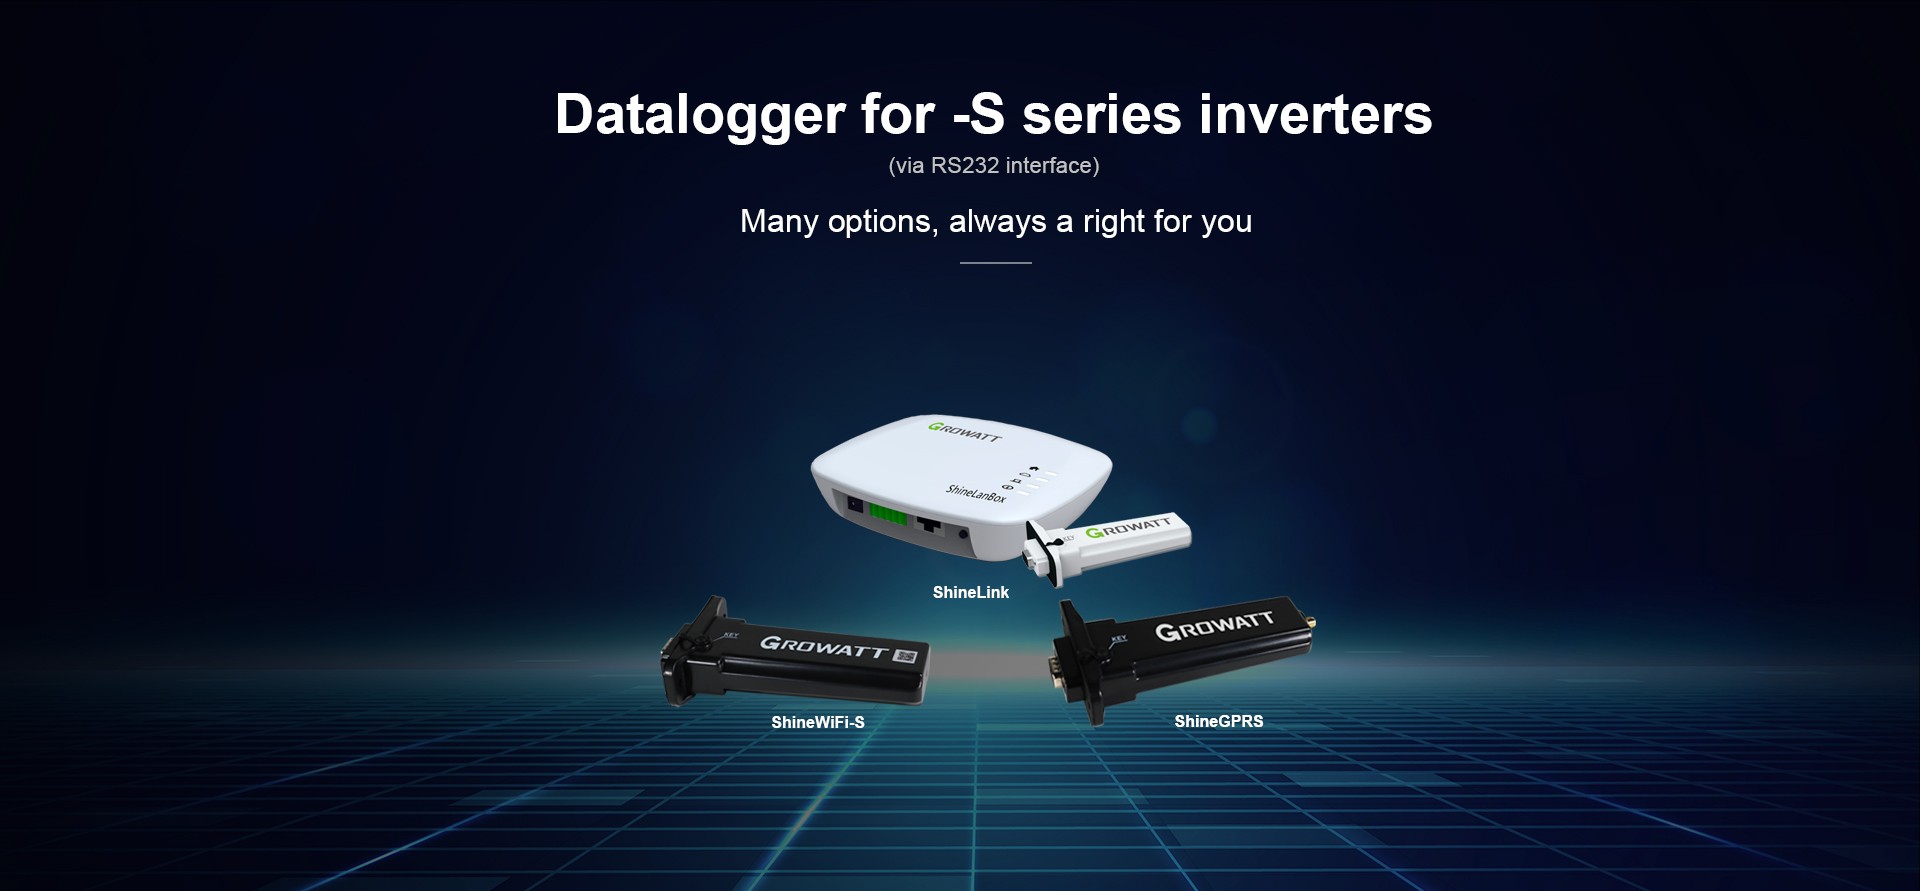 Datalogger for -S series inverters
(via RS232 interface)
Many options, always a right for you
GROWATT
ShineLanBox
KEY
GROWATT
ShineLink
KEY
GROWATT
ShineWiFi-S
KEY
GROWATT
ShineGPRS